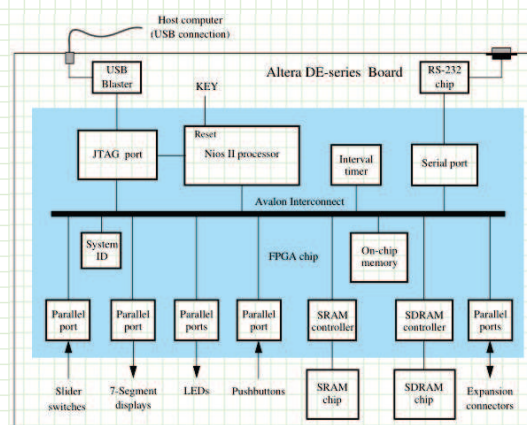 Host computer
(USB connection)
USB
Blaster
Altera DE-series Board
RS-232
chip
KEY
Reset
JTAG port
Nios II processor
Interval
timer
Serial port
Avalon Interconnect
System
ID
FPGA chip
On-chip
memory
Parallel
port
Parallel
port
Parallel
ports
Parallel
port
SRAM
controller
SDRAM
controller
Parallel
ports
Slider
switches
7-Segment
displays
LEDs
Pushbuttons
SRAM
chip
SDRAM
chip
Expansion
connectors